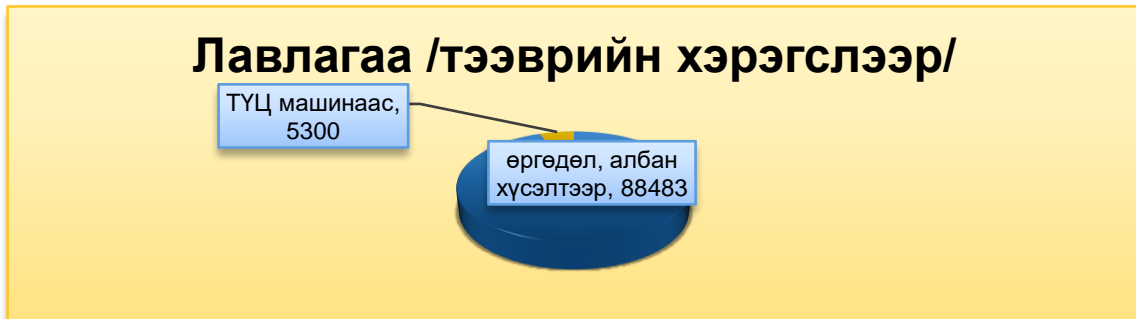 Лавлагаа /тээврийн хэрэгслээр/
ТҮЦ машинаас,
5300
өргөдөл, албан
хүсэлтээр, 88483